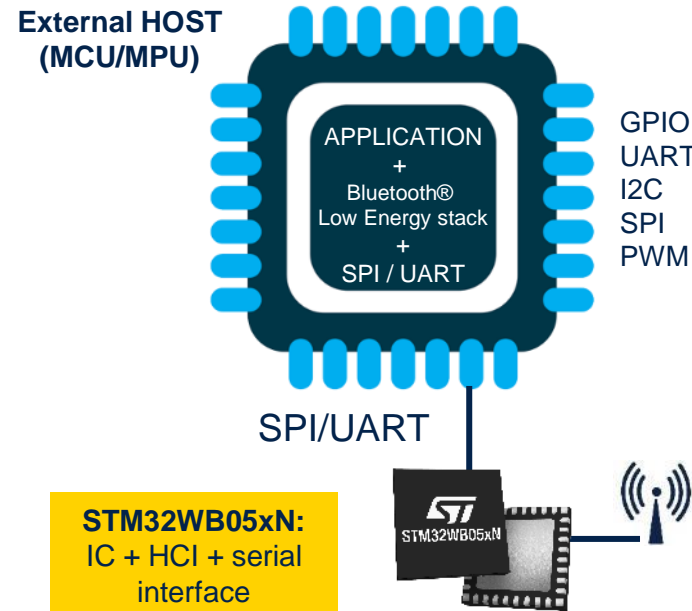 External HOST
(MCU/MPU)
APPLICATION
+
Bluetooth®
Low Energy stack
+
SPI / UART
GPIO
UART
I2C
SPI
PWM
SPI/UART
ST
STM32WB05xN
STM32WB05xN:
IC + HCI + serial
interface